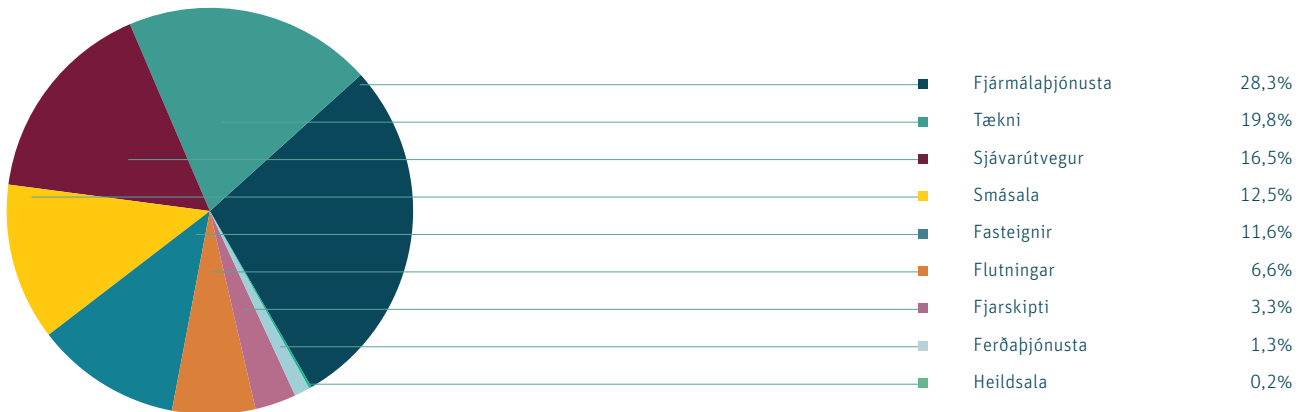 Fjármálaþjónusta 28,3%
Tækni 19,8%
Sjávarútvegur 16,5%
Smásala 12,5%
Fasteignir 11,6%
Flutningar 6,6%
Fjarskipti 3,3%
Ferðaþjónusta 1,3%
Heildsala 0,2%